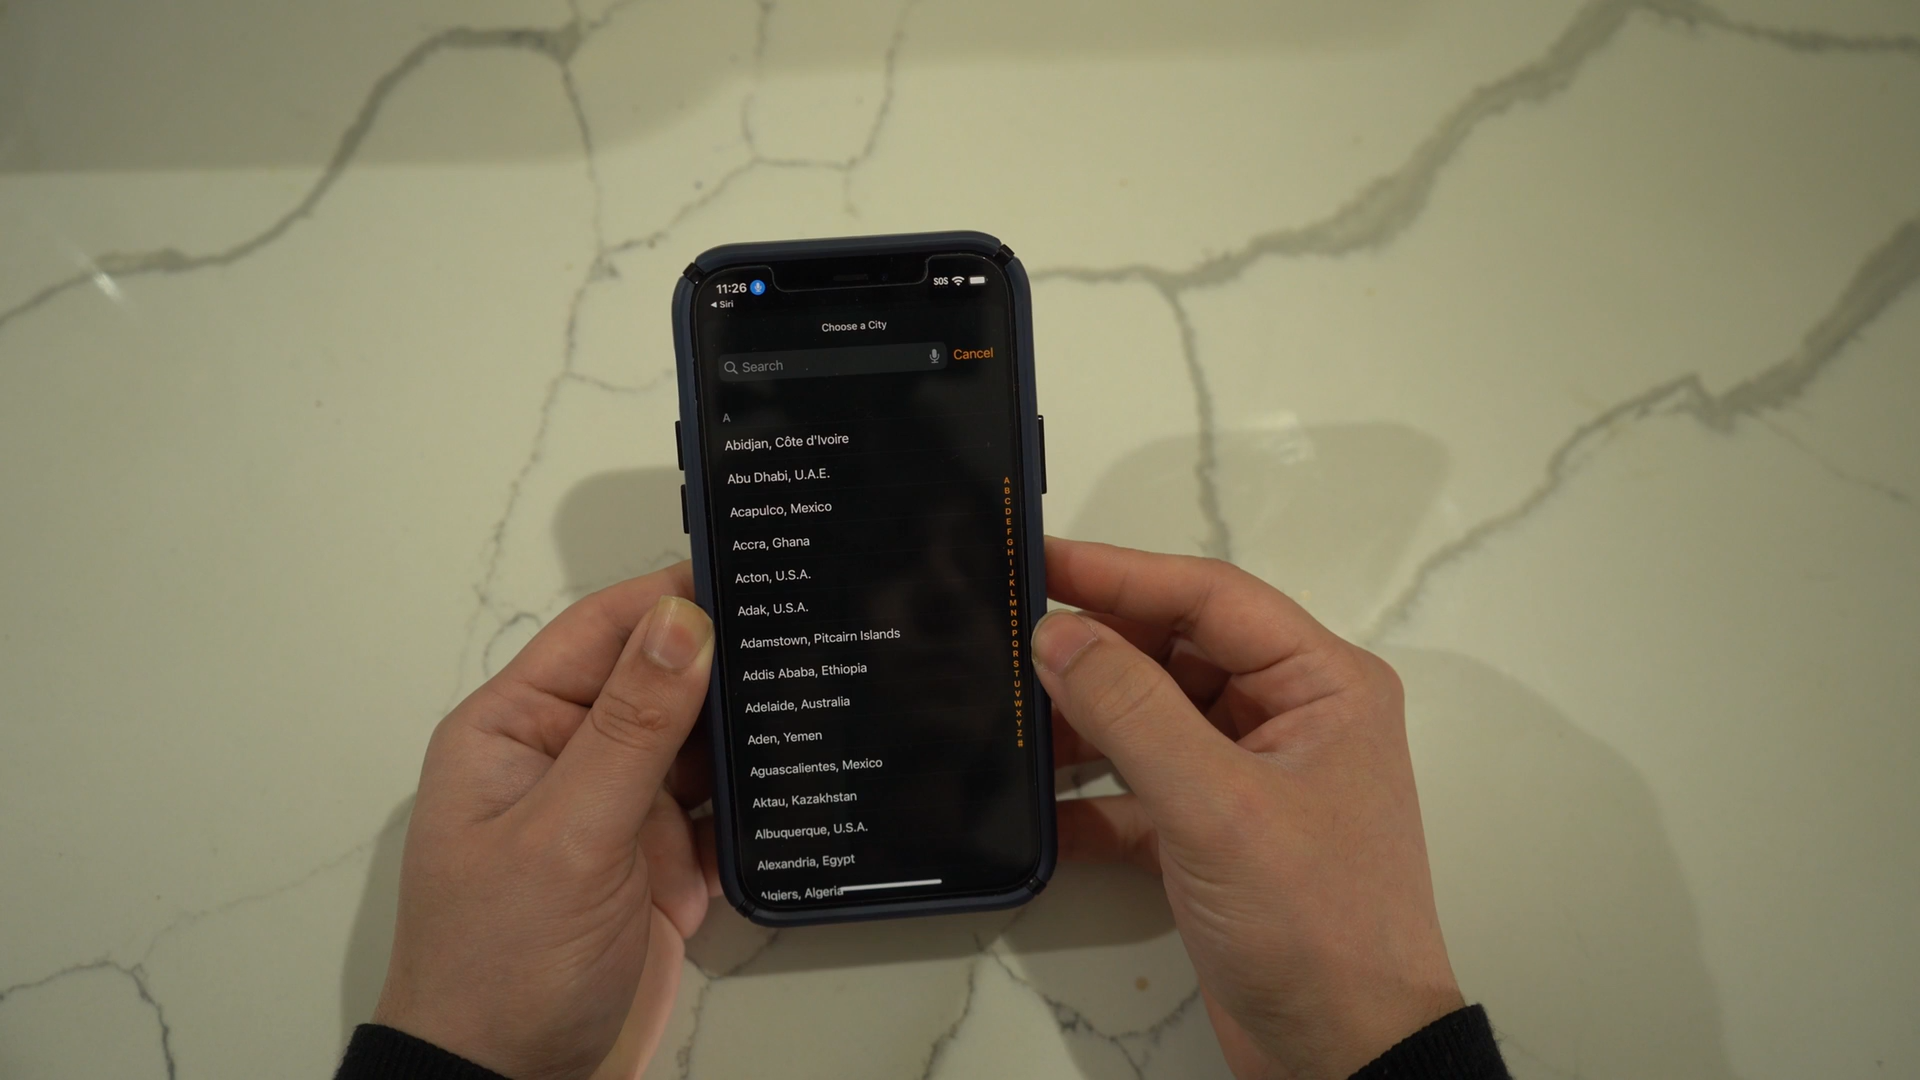 11:26
SOS
◀ Siri
Choose a City
Search
Cancel
A
Abidjan, Côte d'Ivoire
Abu Dhabi, U.A.E.
Acapulco, Mexico
Accra, Ghana
Acton, U.S.A.
Adak, U.S.A.
Adamstown, Pitcairn Islands
Addis Ababa, Ethiopia
Adelaide, Australia
Aden, Yemen
Aguascalientes, Mexico
Aktau, Kazakhstan
Albuquerque, U.S.A.
Alexandria, Egypt
Algiers, Algeria
A
B
C
D
E
F
G
H
I
J
K
L
M
N
O
P
Q
R
S
T
U
V
W
X
Y
Z
#